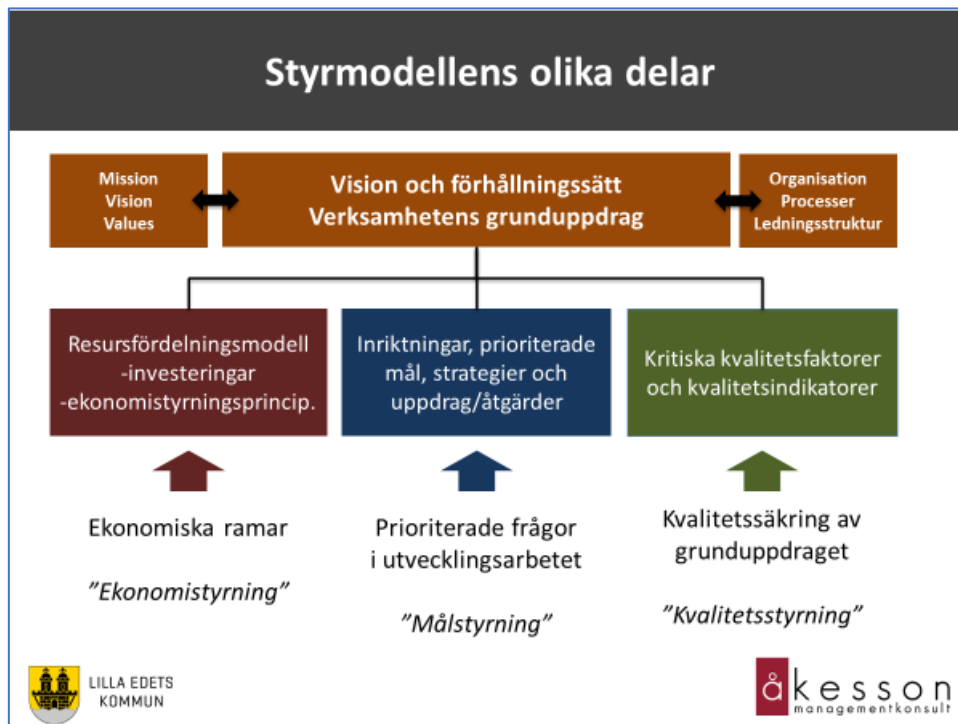 Styrmodellens olika delar
Mission
Vision
Values
Vision och förhållningssätt
Verksamhetens grunduppdrag
Organisation
Processer
Ledningsstruktur
Resursfördelningsmodell
-investeringar
-ekonomistyrningsprincip.
Inriktningar, prioriterade
mål, strategier och
uppdrag/åtgärder
Kritiska kvalitetsfaktorer
och kvalitetsindikatorer
Ekonomiska ramar
”Ekonomistyrning”
Prioriterade frågor
i utvecklingsarbetet
”Målstyrning”
Kvalitetssäkring av
grunduppdraget
”Kvalitetsstyrning”
LILLA EDETS
KOMMUN
åkesson
managementkonsult